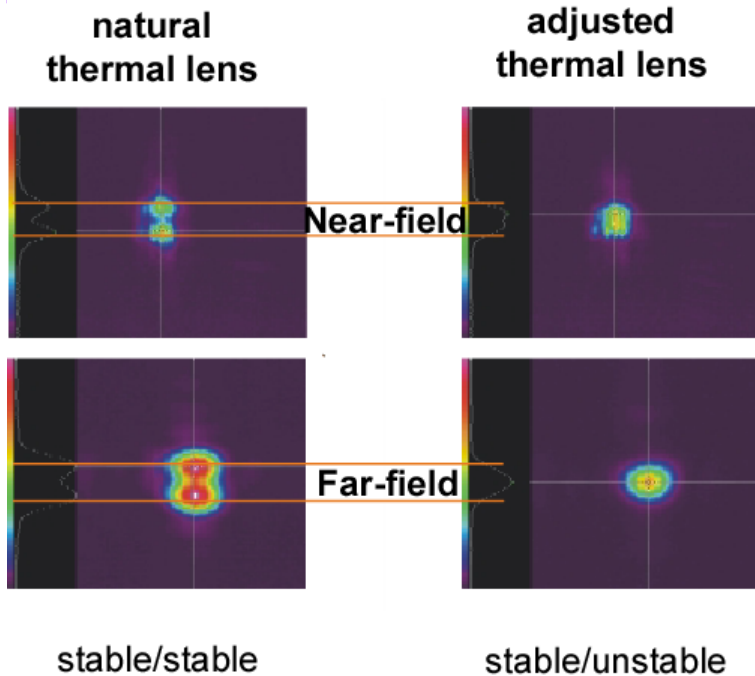 natural
thermal lens
adjusted
thermal lens
Near-field
Far-field
stable/stable
stable/unstable